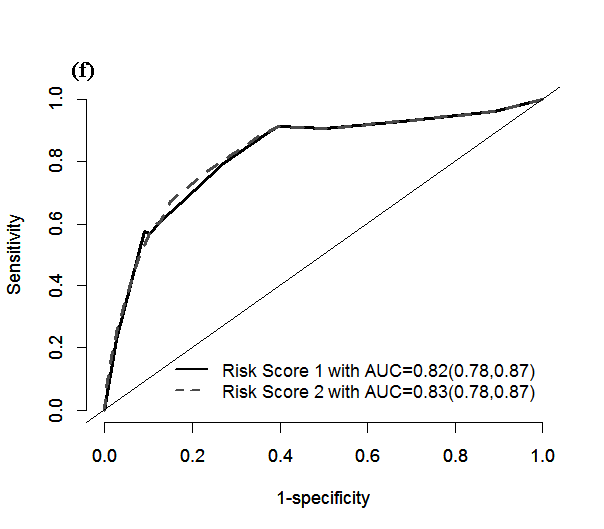 (f)
1.0
0.8
0.6
0.4
0.2
0.0
Sensitivity
Risk Score 1 with AUC=0.82(0.78,0.87)
Risk Score 2 with AUC=0.83(0.78,0.87)
0.0 0.2 0.4 0.6 0.8 1.0
1-specificity